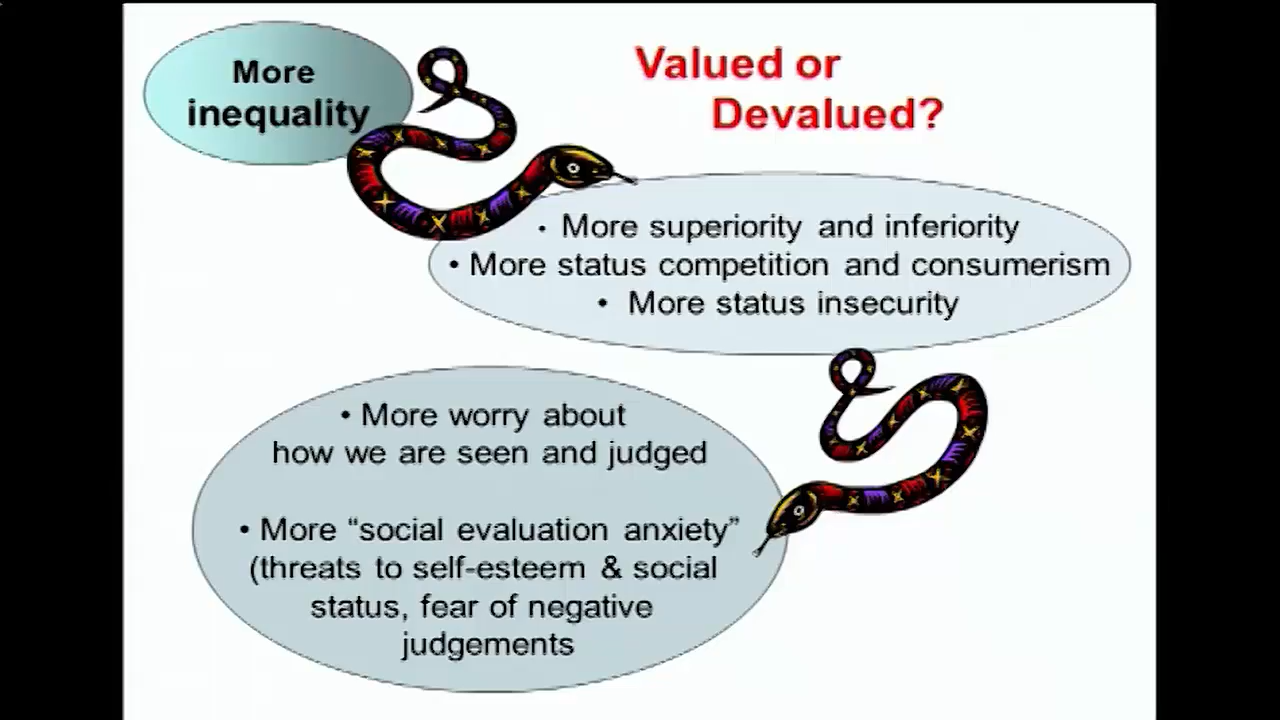 More
inequality
Valued or
Devalued?
• More superiority and inferiority
• More status competition and consumerism
• More status insecurity
• More worry about
how we are seen and judged
• More “social evaluation anxiety”
(threats to self-esteem & social
status, fear of negative
judgements